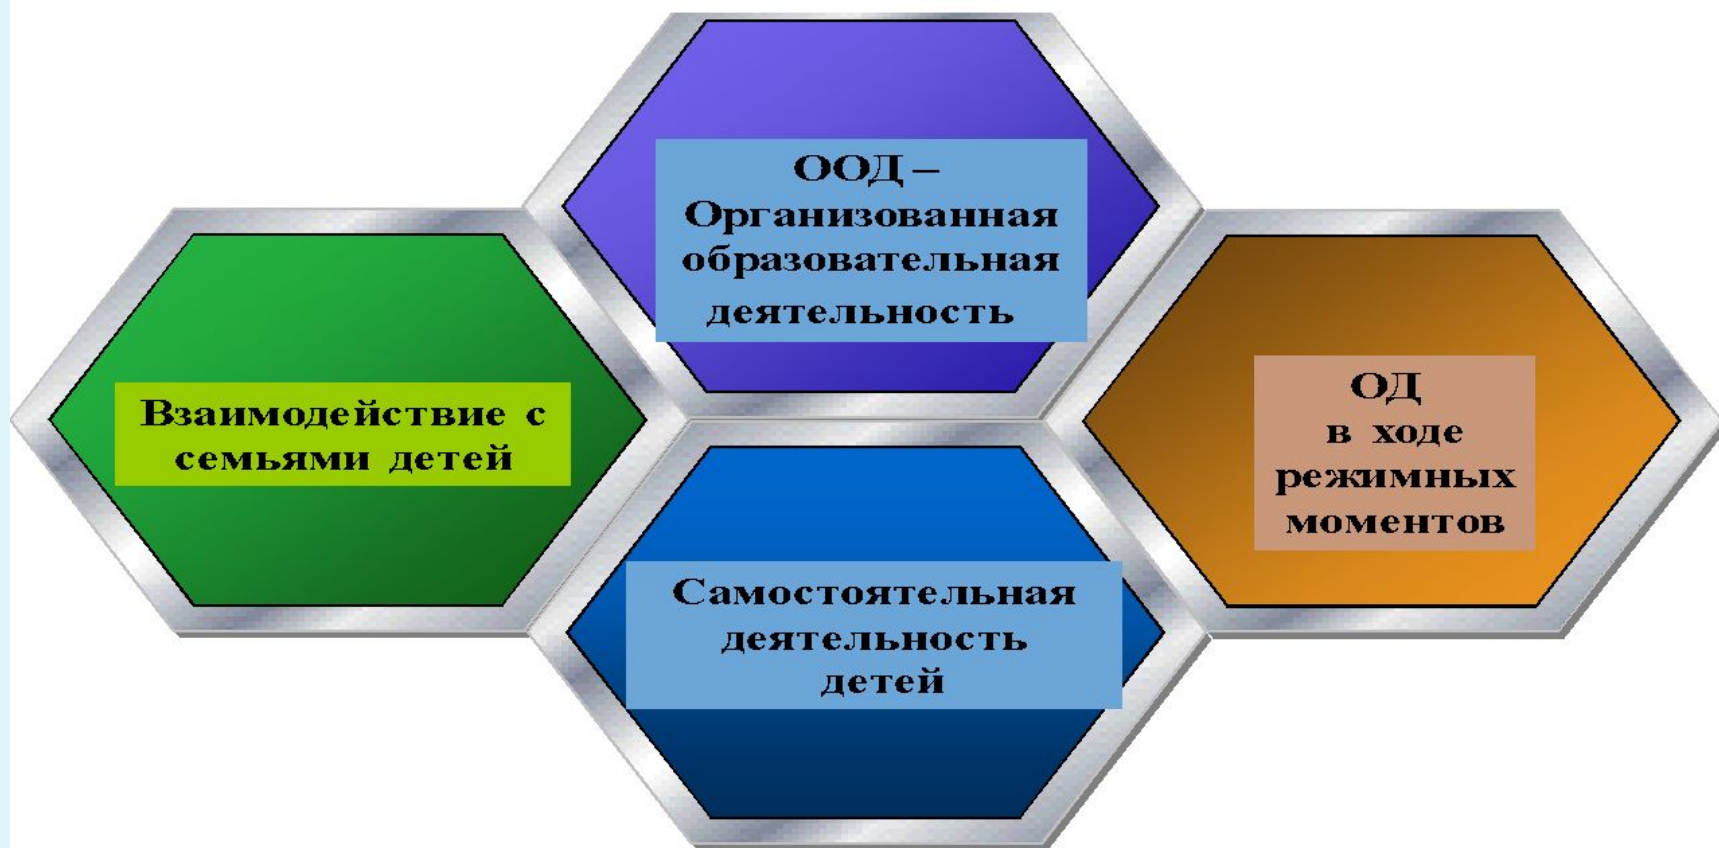 ООД –
Организованная
образовательная
деятельность
Взаимодействие с
семьями детей
ОД
в ходе
режимных
моментов
Самостоятельная
деятельность
детей